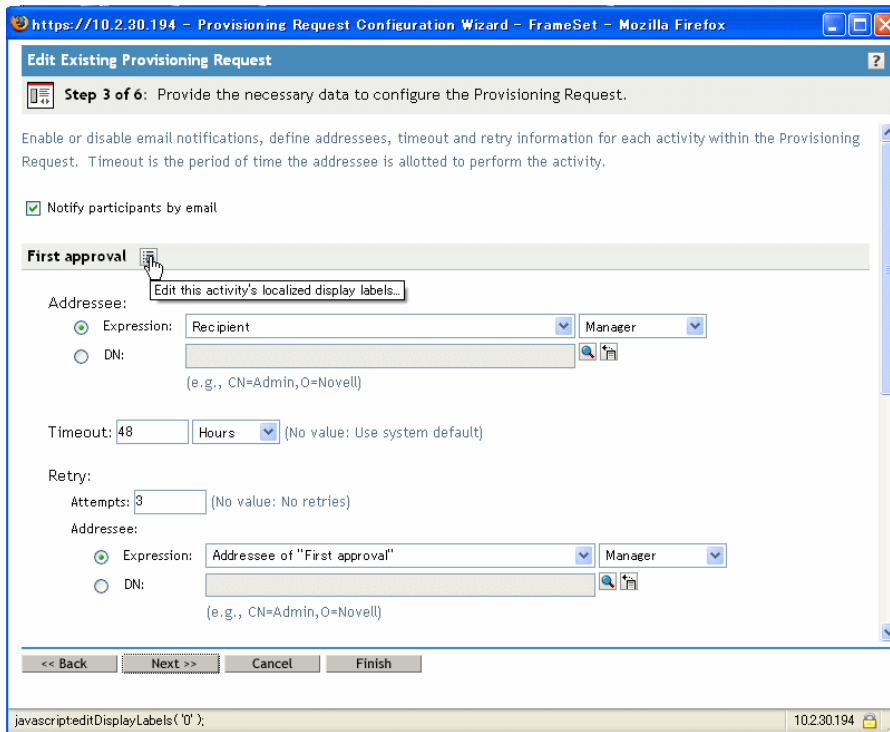 https://10.2.30.194 - Provisioning Request Configuration Wizard - FrameSet - Mozilla Firefox
Edit Existing Provisioning Request
?
Step 3 of 6: Provide the necessary data to configure the Provisioning Request.
Enable or disable email notifications, define addressees, timeout and retry information for each activity within the Provisioning
Request. Timeout is the period of time the addressee is allotted to perform the activity.
Notify participants by email
First approval
Edit this activity's localized display labels...
Addressee:
Expression: Recipient Manager
DN:
(e.g., CN=Admin,O=Novell)
Timeout: 48 Hours (No value: Use system default)
Retry:
Attempts: 3 (No value: No retries)
Addressee:
Expression: Addressee of "First approval" Manager
DN:
(e.g., CN=Admin,O=Novell)
<< Back Next >> Cancel Finish
javascript:editDisplayLabels( '0' ); 10.2.30.194